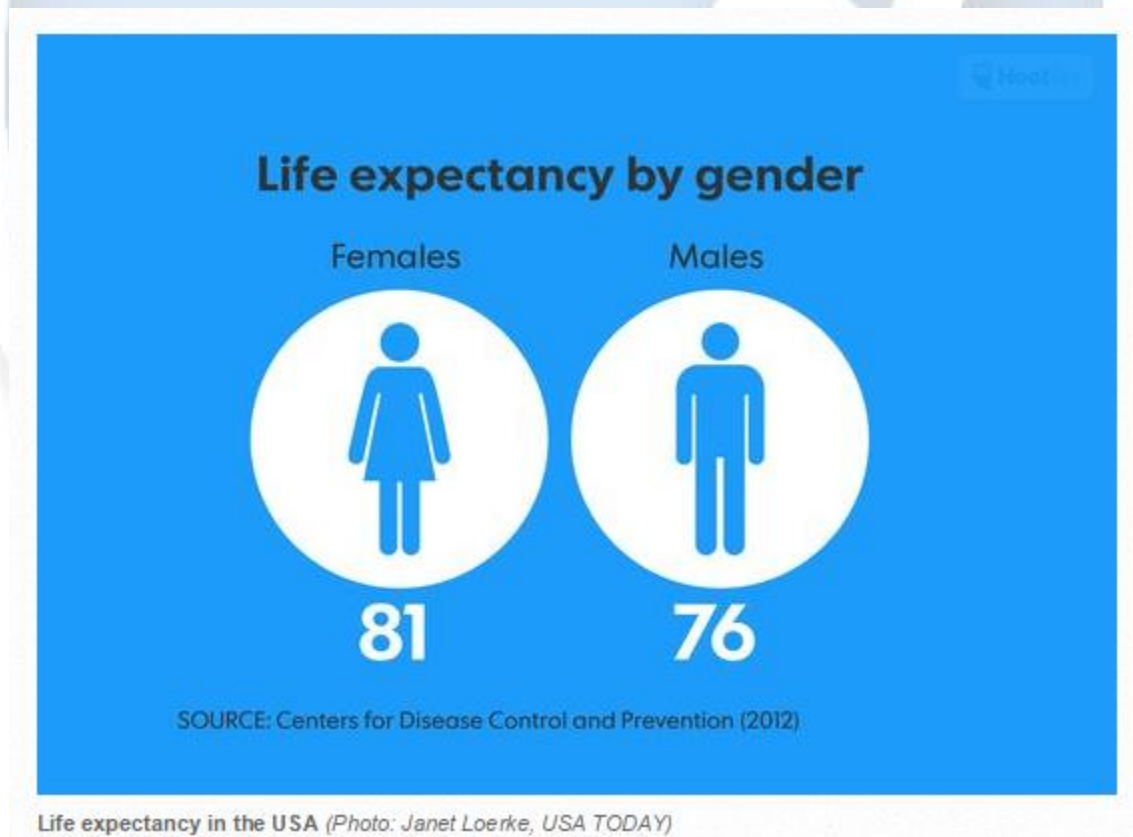 Life expectancy by gender
Females Males
81 76
SOURCE: Centers for Disease Control and Prevention (2012)
Life expectancy in the USA (Photo: Janet Loerke, USA TODAY)